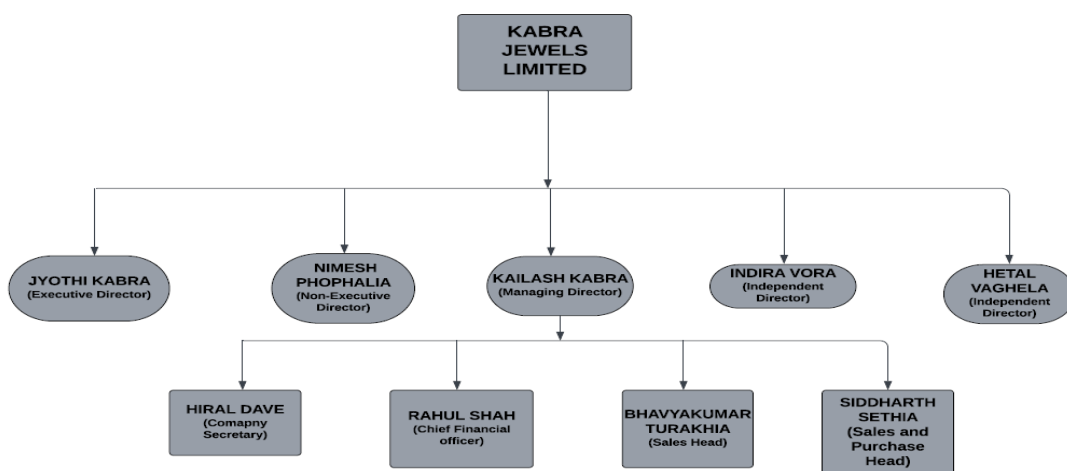 KABRA
JEWELS
LIMITED
JYOTHI KABRA
(Executive Director)
NIMESH
PHOPHALIA
(Non-Executive
Director)
KAILASH KABRA
(Managing Director)
INDIRA VORA
(Independent
Director)
HETAL
VAGHELA
(Independent
Director)
HIRAL DAVE
(Comapny
Secretary)
RAHUL SHAH
(Chief Financial
officer)
BHAVYAKUMAR
TURAKHIA
(Sales Head)
SIDDHARTH
SETHIA
(Sales and
Purchase
Head)